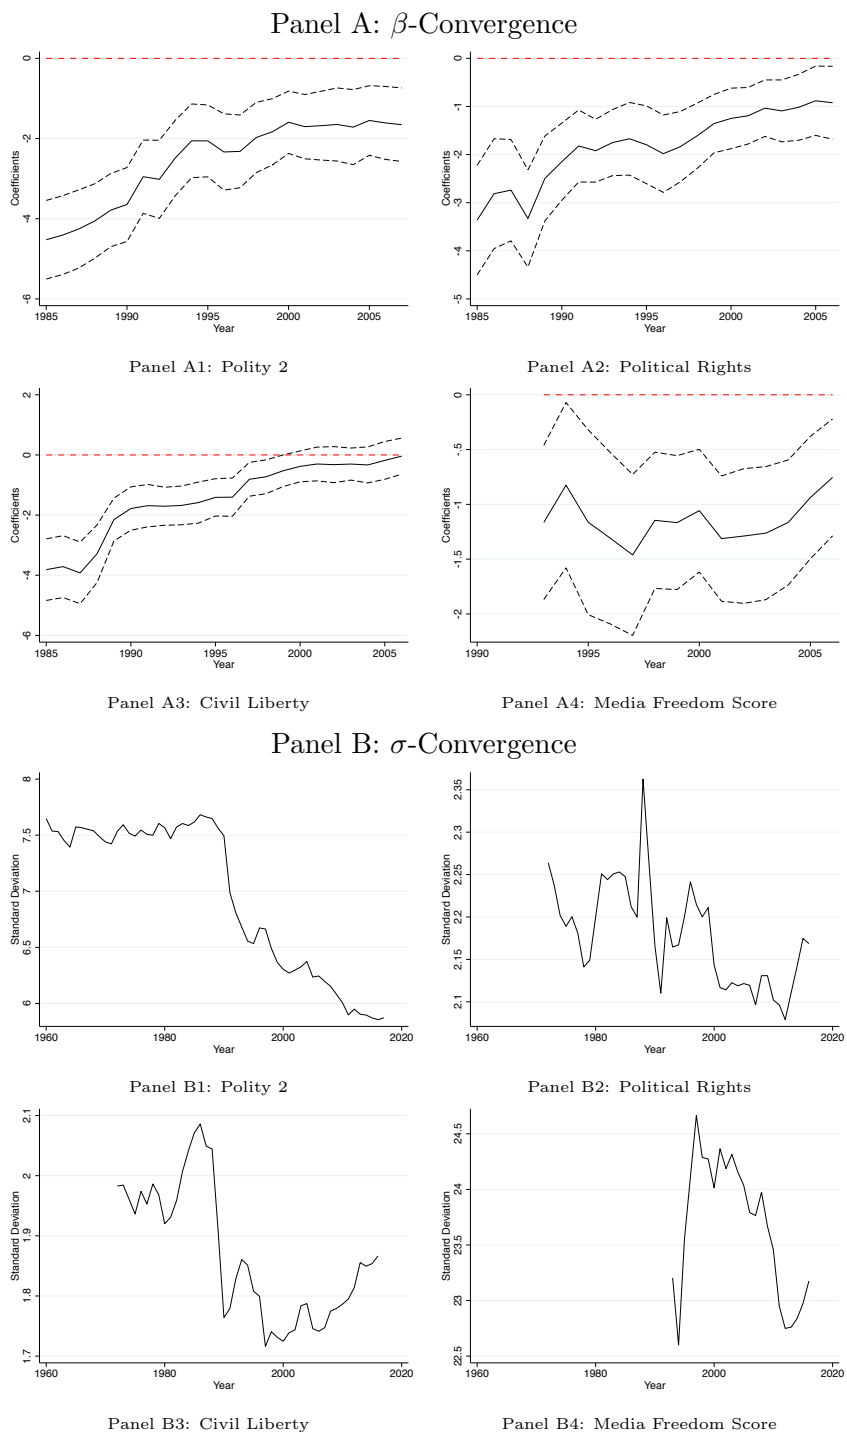 Panel A: β-Convergence
0
-2
-4
-6
Coefficients
1985 1990 1995 2000 2005
Year
Panel A1: Polity 2
0
-1
-2
-3
-4
-5
Coefficients
1985 1990 1995 2000 2005
Year
Panel A2: Political Rights
2
0
-2
-4
-6
Coefficients
1985 1990 1995 2000 2005
Year
Panel A3: Civil Liberty
0
-.5
-1
-1.5
-2
Coefficients
1990 1995 2000 2005
Year
Panel A4: Media Freedom Score
Panel B: σ-Convergence
8
7.5
7
6.5
6
Standard Deviation
1960 1980 2000 2020
Year
Panel B1: Polity 2
2.35
2.3
2.25
2.2
2.15
2.1
Standard Deviation
1960 1980 2000 2020
Year
Panel B2: Political Rights
2.1
2
1.9
1.8
1.7
Standard Deviation
1960 1980 2000 2020
Year
Panel B3: Civil Liberty
24.5
24
23.5
23
22.5
Standard Deviation
1960 1980 2000 2020
Year
Panel B4: Media Freedom Score